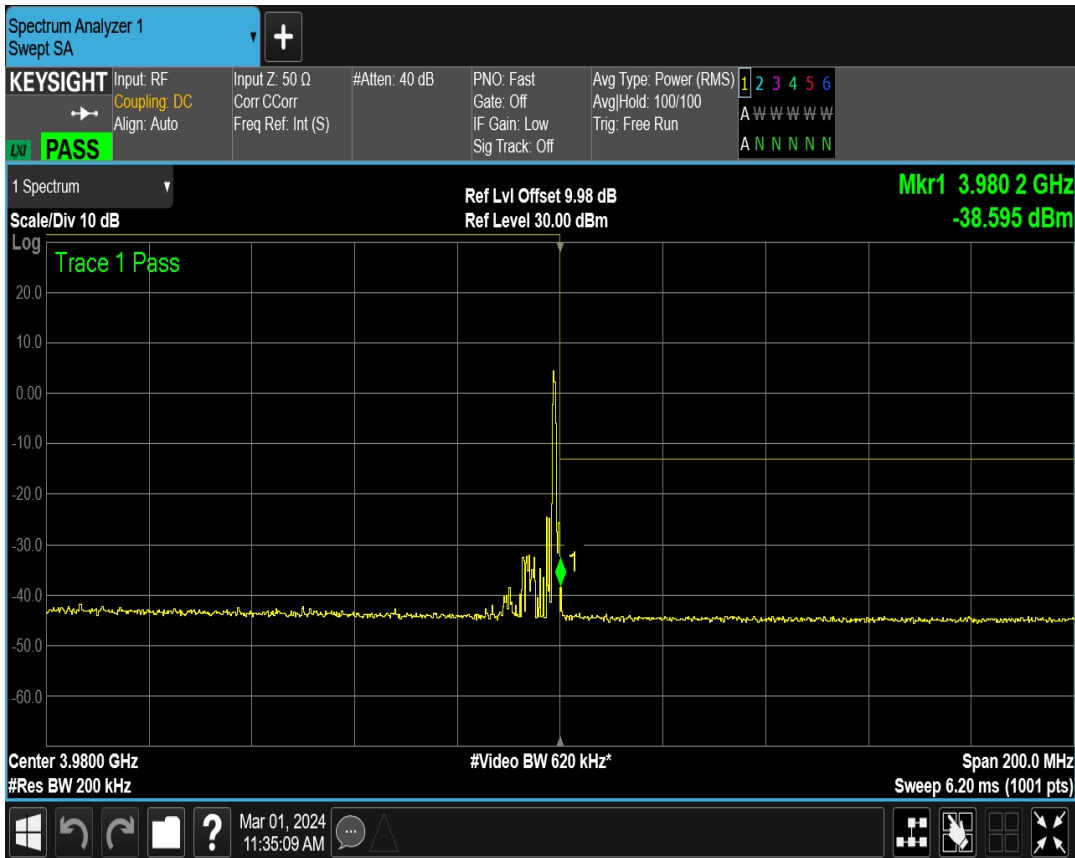 Spectrum Analyzer 1
Swept SA
+
KEYSIGHT
LXI PASS
Input: RF
Coupling: DC
Align: Auto
Input Z: 50 Ω
Corr CCorr
Freq Ref: Int (S)
#Atten: 40 dB
PNO: Fast
Gate: Off
IF Gain: Low
Sig Track: Off
Avg Type: Power (RMS)
Avg|Hold: 100/100
Trig: Free Run
1 2 3 4 5 6
A W W W W W
A N N N N N
1 Spectrum
Scale/Div 10 dB
Ref Lvl Offset 9.98 dB
Ref Level 30.00 dBm
Mkr1 3.980 2 GHz
-38.595 dBm
Log
Trace 1 Pass
20.0
10.0
0.00
-10.0
-20.0
-30.0
1
-40.0
-50.0
-60.0
Center 3.9800 GHz
#Video BW 620 kHz*
Span 200.0 MHz
#Res BW 200 kHz
Sweep 6.20 ms (1001 pts)
?
Mar 01, 2024
11:35:09 AM